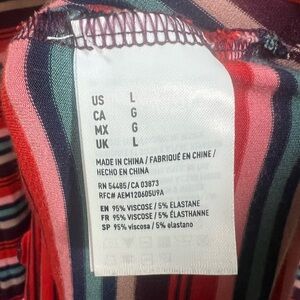 US L
CA G
MX G
UK L
MADE IN CHINA / FABRIQUÉ EN CHINE /
HECHO EN CHINA
RN 54485/CA 03873
RFC# AEM120605U9A
EN 95% VISCOSE / 5% ELASTANE
FR 95% VISCOSE / 5% ÉLASTHANNE
SP 95% viscosa / 5% elastano